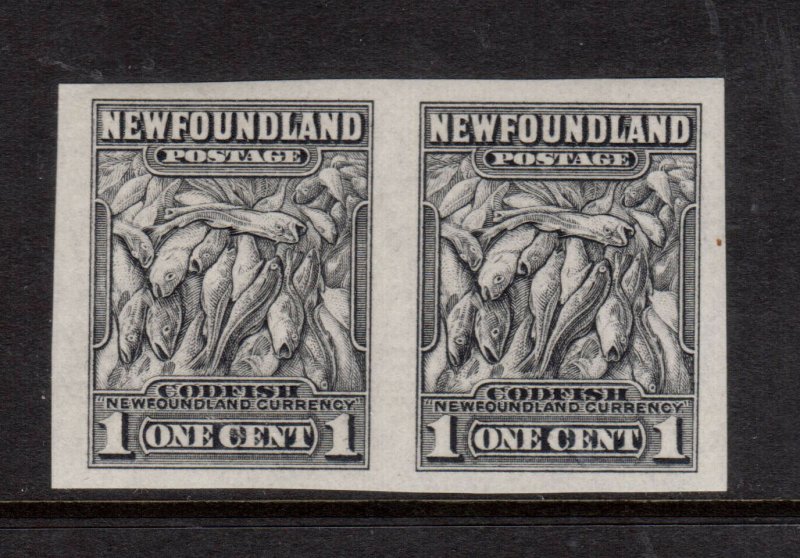 NEWFOUNDLAND
POSTAGE
CODFISH
"NEWFOUNDLAND CURRENCY"
1 ONE CENT 1
NEWFOUNDLAND
POSTAGE
CODFISH
"NEWFOUNDLAND CURRENCY"
1 ONE CENT 1